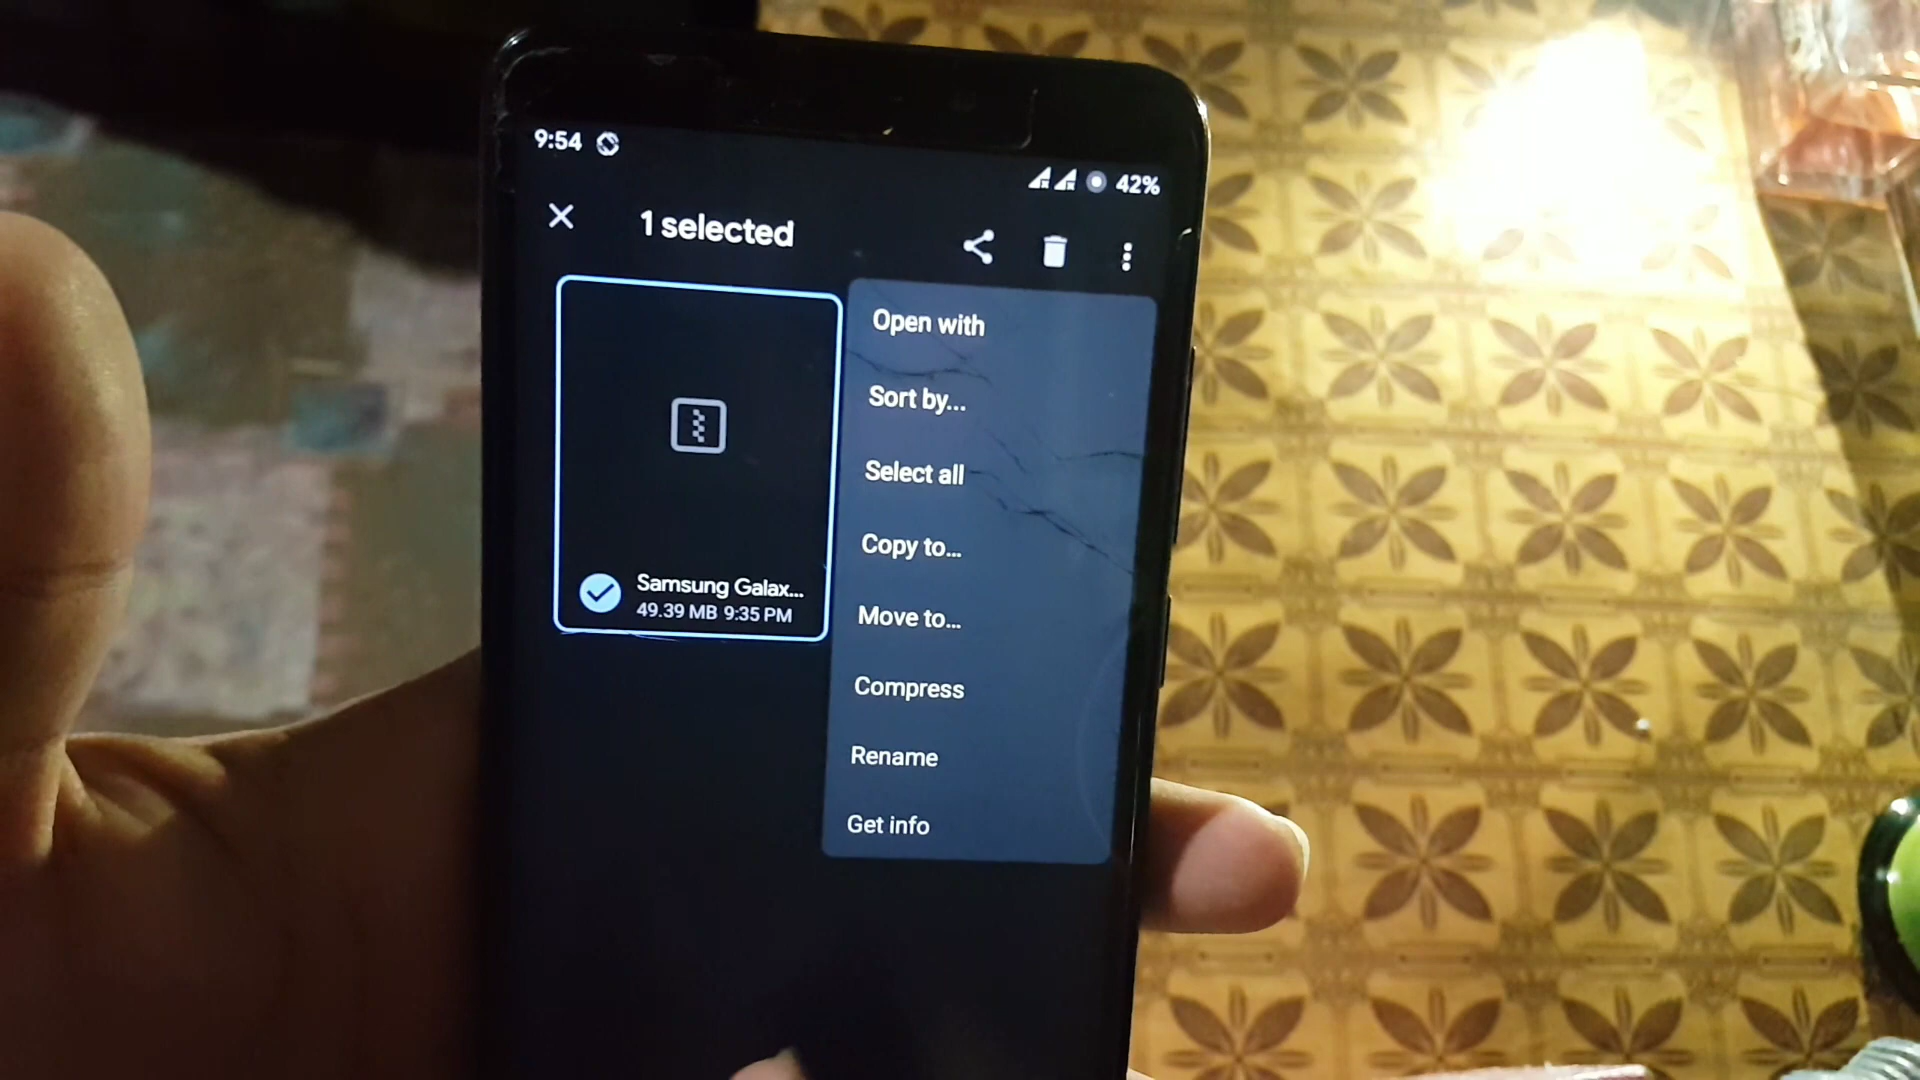 9:54
42%
1 selected
Open with
Sort by...
Select all
Copy to...
Move to...
Compress
Rename
Get info
Samsung Galax...
49.39 MB 9:35 PM